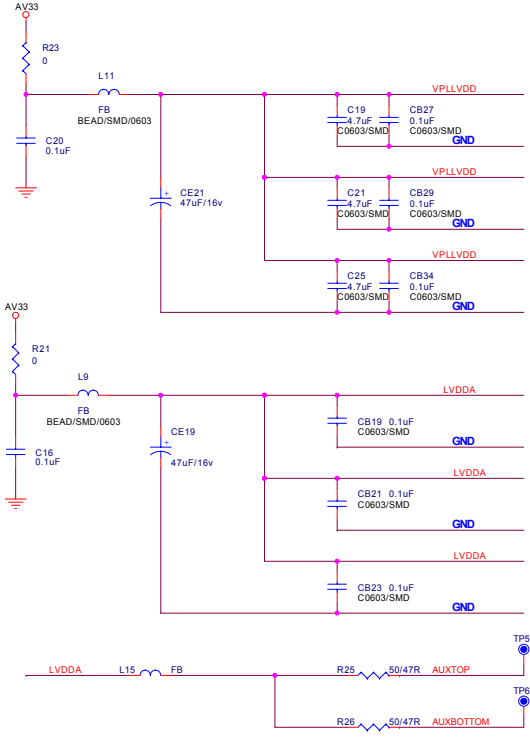 AV33
R23
0
L11
FB
BEAD/SMD/0603
C20
0.1uF
CE21
47uF/16v
VPLLVDD
C19
4.7uF
C0603/SMD
CB27
0.1uF
C0603/SMD
GND
VPLLVDD
C21
4.7uF
C0603/SMD
CB29
0.1uF
C0603/SMD
GND
VPLLVDD
C25
4.7uF
C0603/SMD
CB34
0.1uF
C0603/SMD
GND
AV33
R21
0
L9
FB
BEAD/SMD/0603
C16
0.1uF
CE19
47uF/16v
LVDDA
CB19 0.1uF
C0603/SMD
GND
LVDDA
CB21 0.1uF
C0603/SMD
GND
LVDDA
CB23 0.1uF
C0603/SMD
GND
TP5
LVDDA L15 FB R25 50/47R AUXTOP
TP6
R26 50/47R AUXBOTTOM